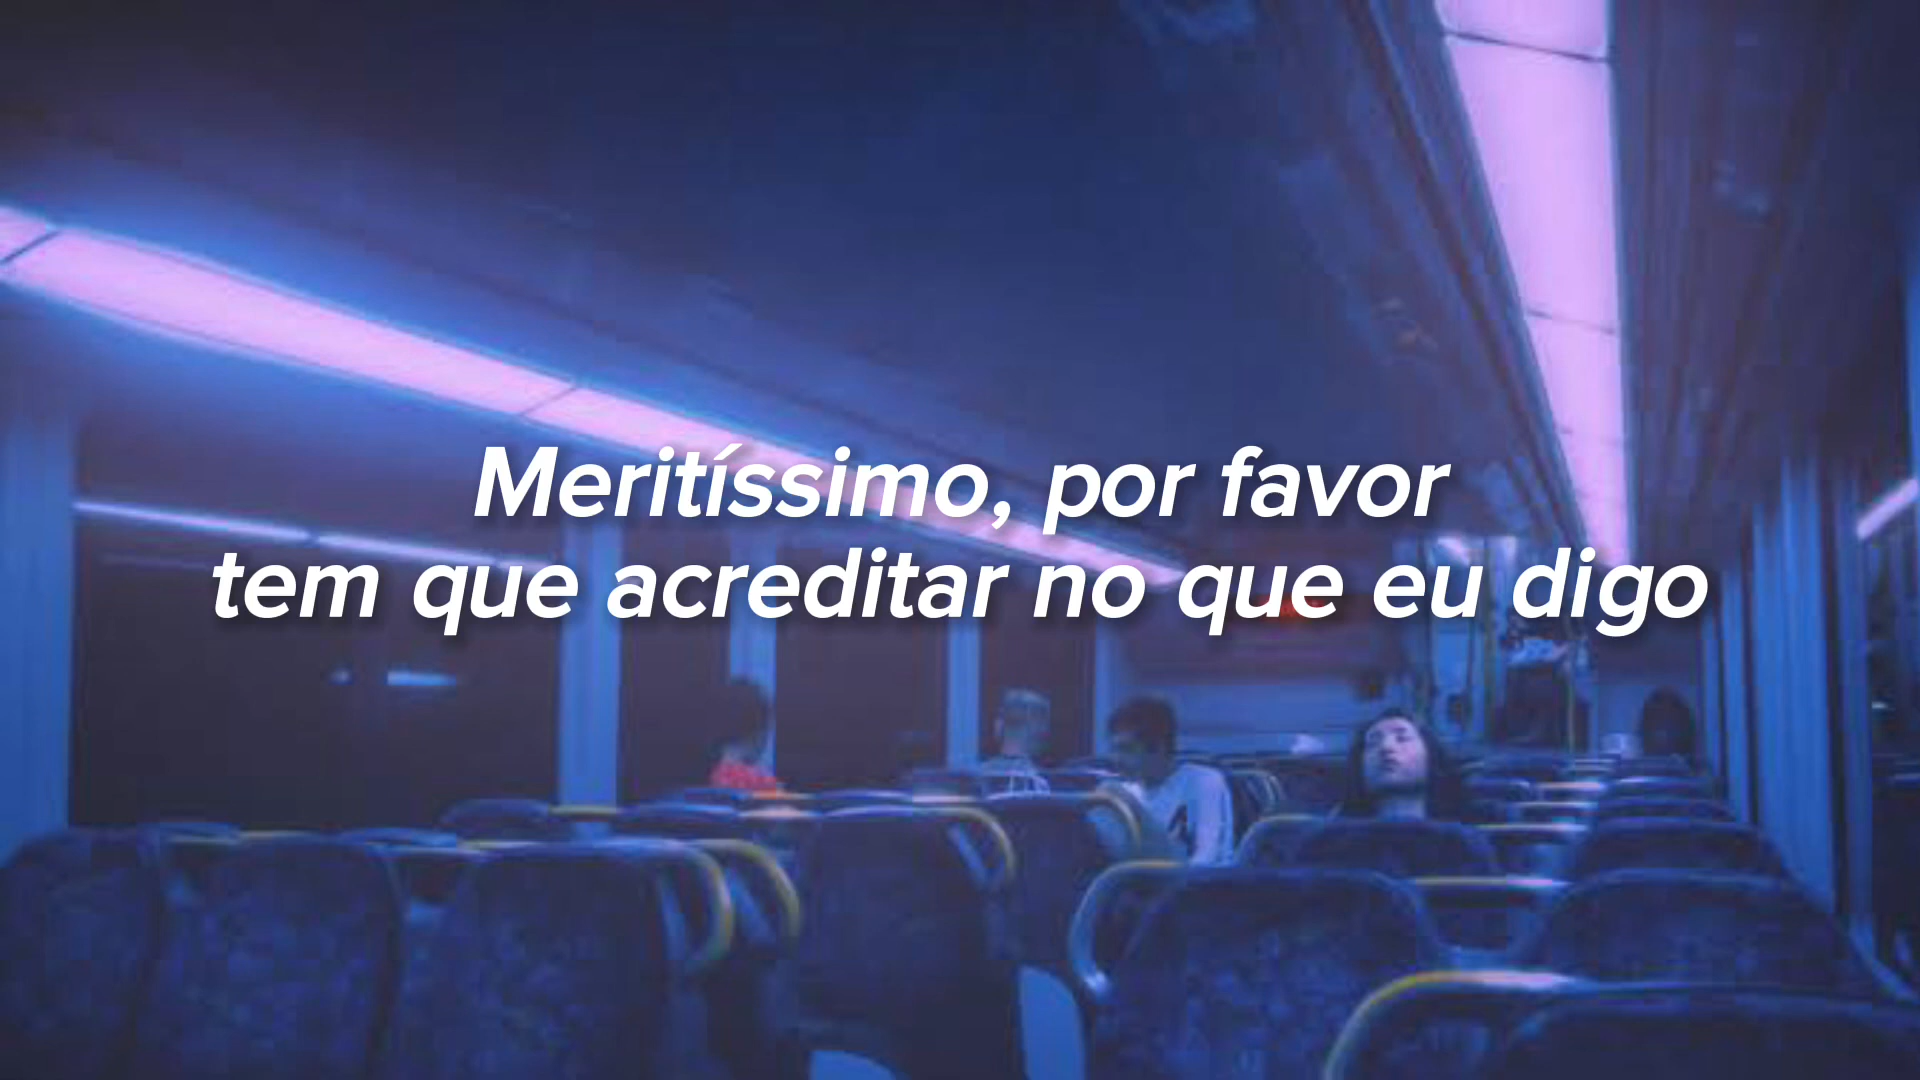 Meritíssimo, por favor
tem que acreditar no que eu digo